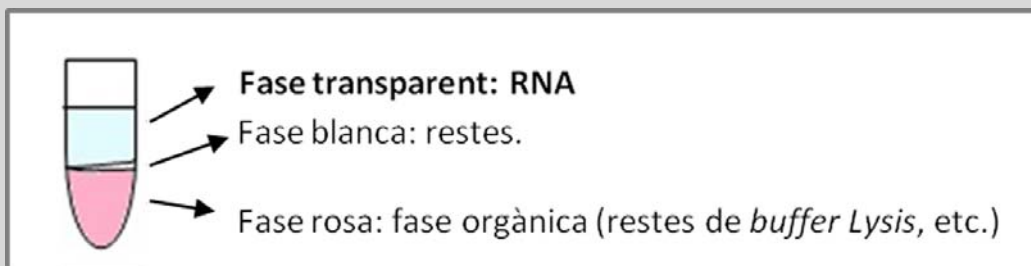 Fase transparent: RNA
Fase blanca: restes.
Fase rosa: fase orgànica (restes de buffer Lysis, etc.)